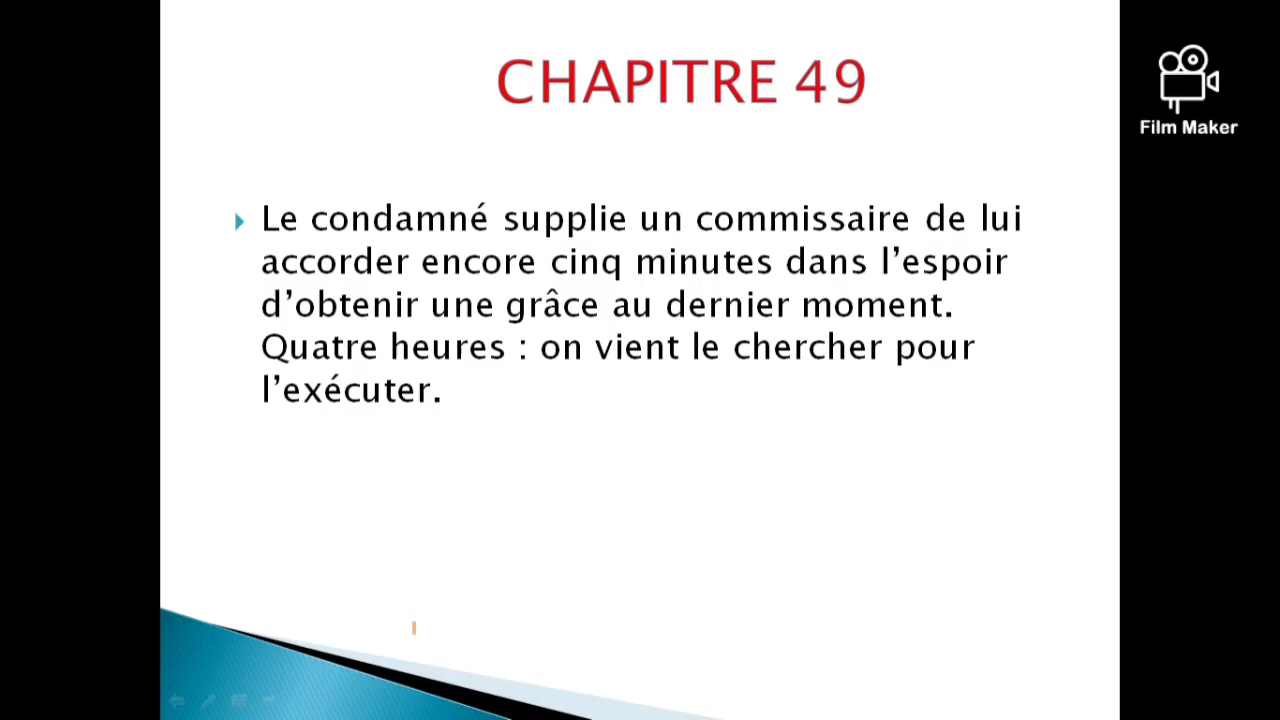 CHAPITRE 49
Film Maker
Le condamné supplie un commissaire de lui
accorder encore cinq minutes dans l’espoir
d’obtenir une grâce au dernier moment.
Quatre heures : on vient le chercher pour
l’exécuter.